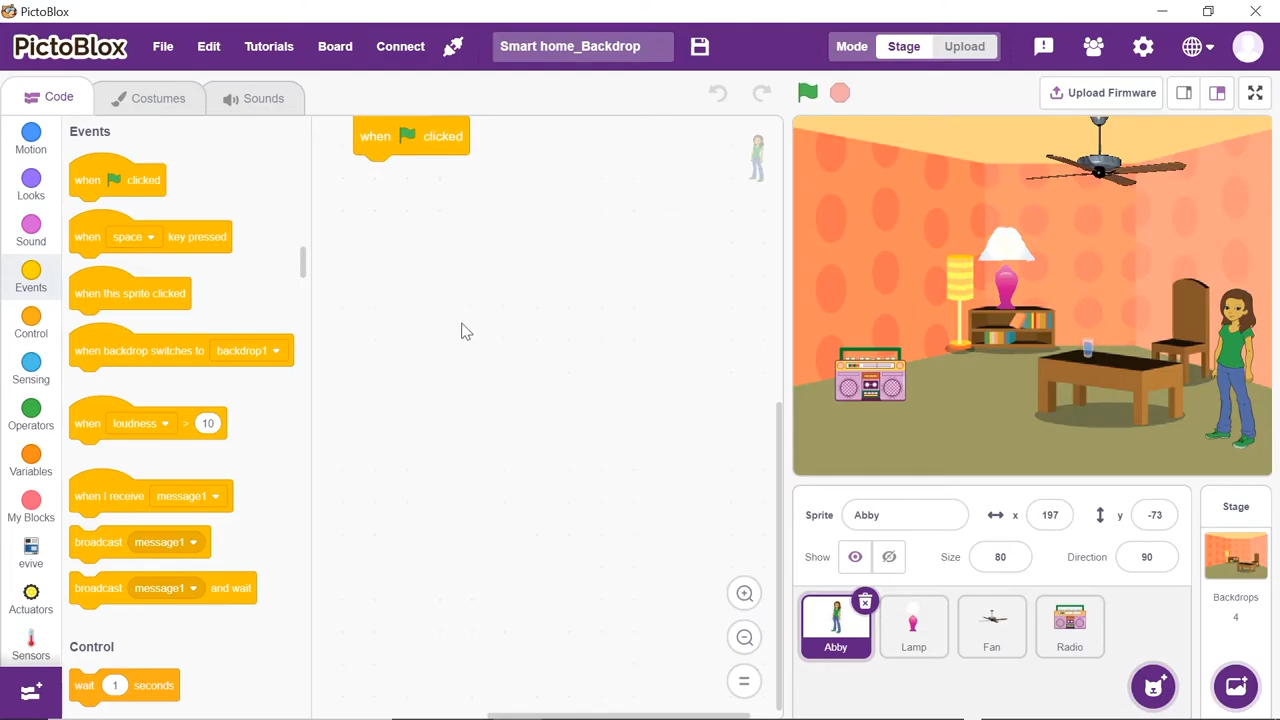 PictoBlox
PictoBlox File Edit Tutorials Board Connect Smart home_Backdrop Mode Stage Upload
Code Costumes Sounds Upload Firmware
Motion
Looks
Sound
Events
Control
Sensing
Operators
Variables
My Blocks
evive
Actuators
Sensors
Events
when clicked
when space key pressed
when this sprite clicked
when backdrop switches to backdrop1
when loudness > 10
when I receive message1
broadcast message1
broadcast message1 and wait
Control
wait 1 seconds
when clicked
Sprite Abby x 197 y -73
Show Size 80 Direction 90
Abby Lamp Fan Radio
Stage
Backdrops
4